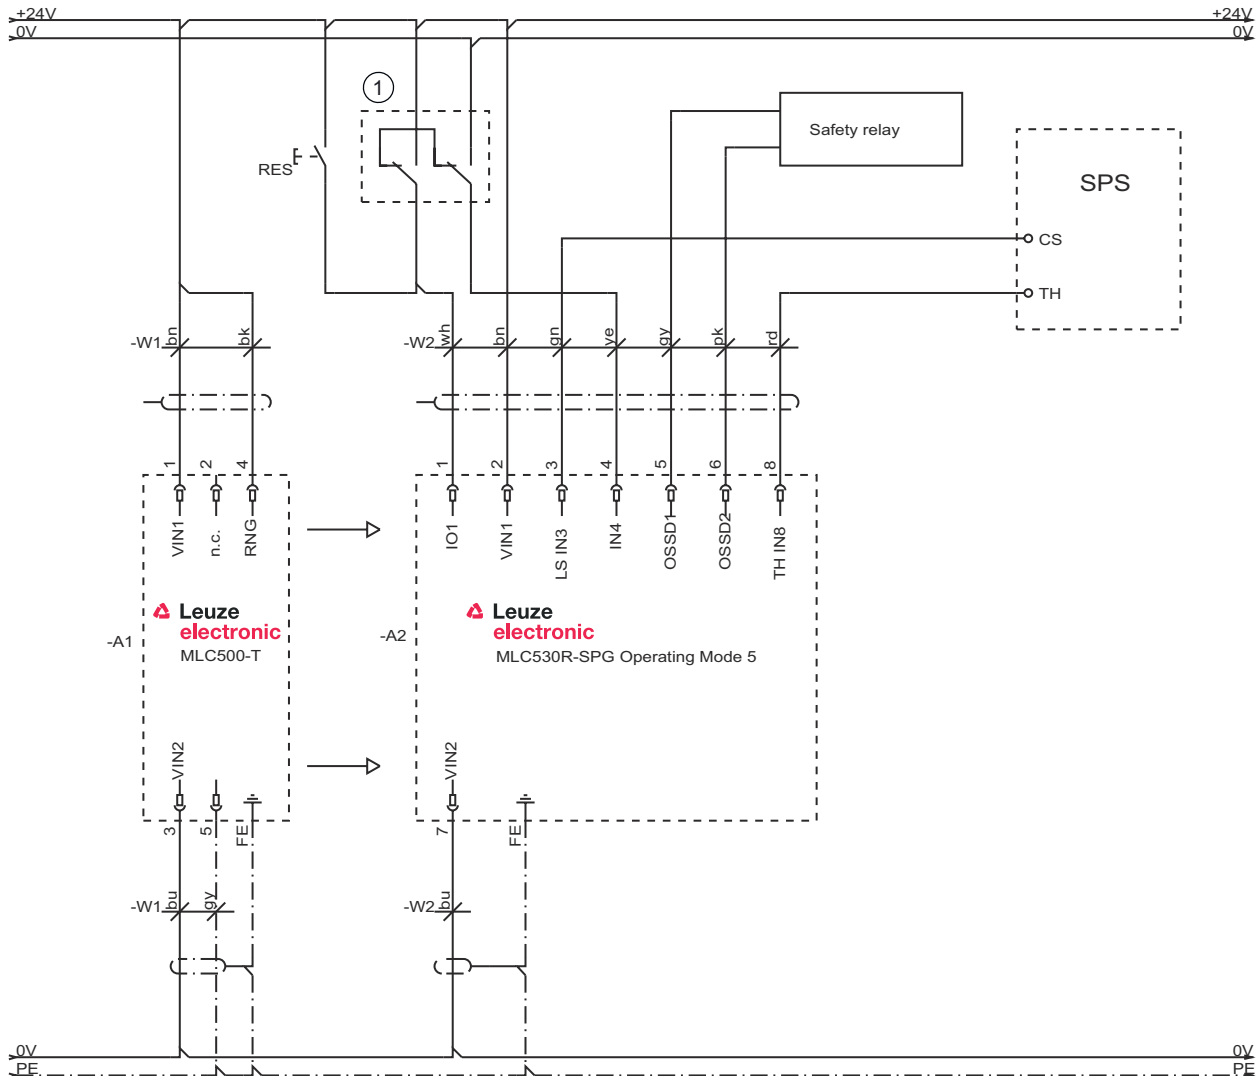 +24V +24V
0V 0V
1
Safety relay
RES
SPS
CS
TH
-W1 bn bk
-W2 wh bn gn ye gy pk rd
1 2 4
1 2 3 4 5 6 8
VIN1 n.c. RNG
IO1 VIN1 LS IN3 IN4 OSSD1 OSSD2 TH IN8
Leuze
electronic
-A1
MLC500-T
Leuze
electronic
-A2
MLC530R-SPG Operating Mode 5
VIN2
VIN2
3 5 FE
7 FE
-W1 bu gy
-W2 bu
0V 0V
PE PE